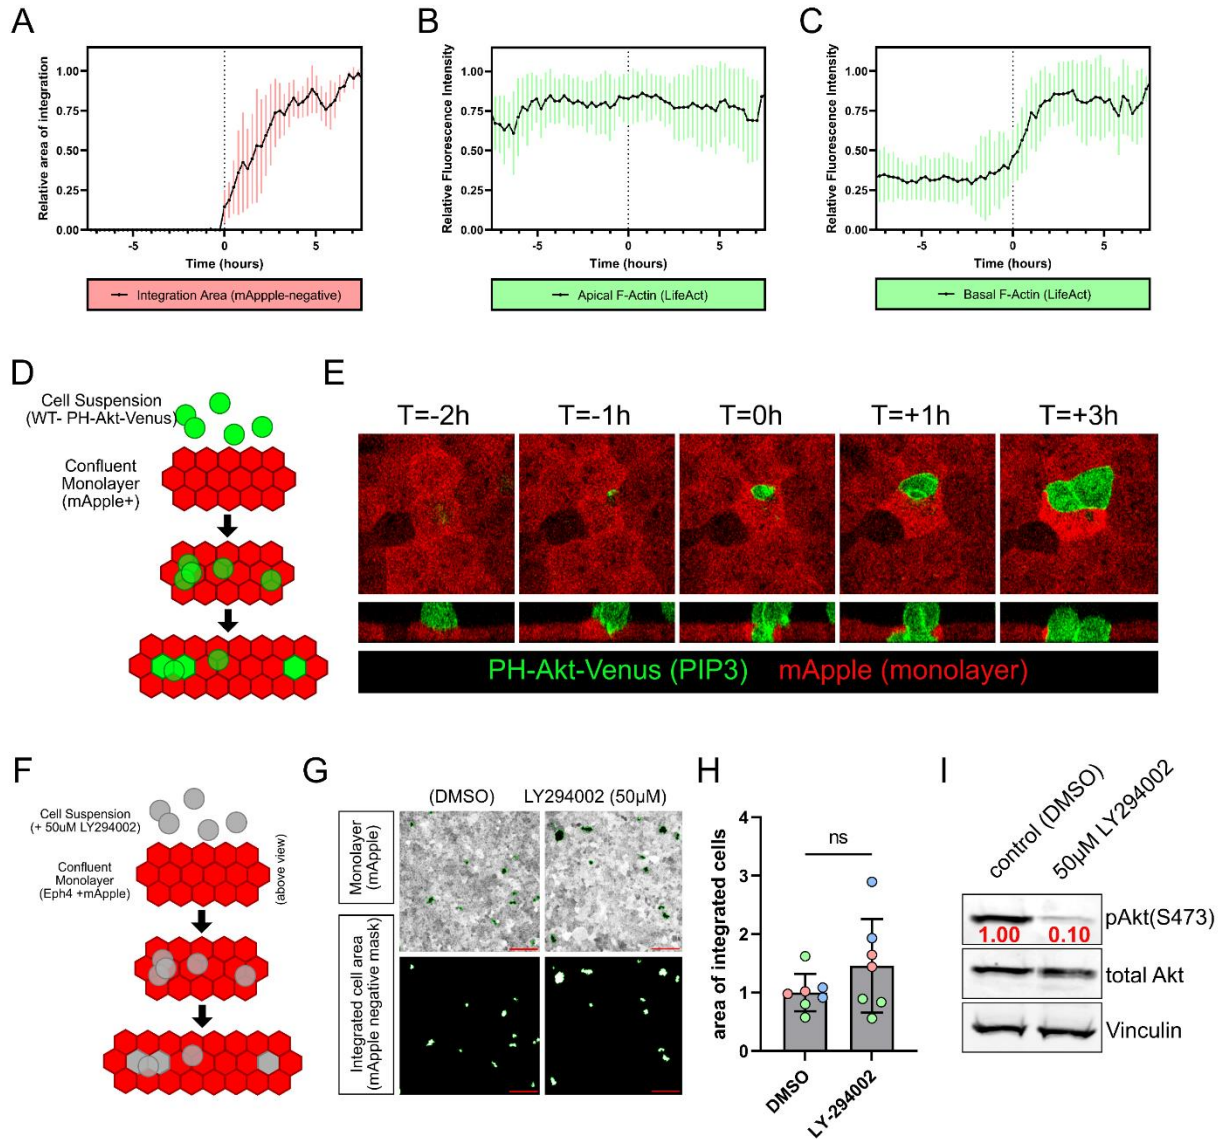 A
B
C
Relative area of integration
1.00
0.75
0.50
0.25
0.00
-5
0
5
Time (hours)
Integration Area (mAppple-negative)
Relative Fluorescence Intensity
1.00
0.75
0.50
0.25
0.00
-5
0
5
Time (hours)
Apical F-Actin (LifeAct)
Relative Fluorescence Intensity
1.00
0.75
0.50
0.25
0.00
-5
0
5
Time (hours)
Basal F-Actin (LifeAct)
D
Cell Suspension
(WT- PH-Akt-Venus)
Confluent
Monolayer
(mApple+)
E
T=-2h
T=-1h
T=0h
T=+1h
T=+3h
PH-Akt-Venus (PIP3) mApple (monolayer)
F
Cell Suspension
(+ 50uM LY294002)
Confluent
Monolayer
(Eph4 +mApple)
(above view)
G
(DMSO)
LY294002 (50μM)
Monolayer
(mApple)
Integrated cell area
(mApple negative mask)
H
area of integrated cells
4
3
2
1
0
ns
DMSO
LY-294002
I
control (DMSO)
50μM LY294002
pAkt(S473)
1.00
0.10
total Akt
Vinculin